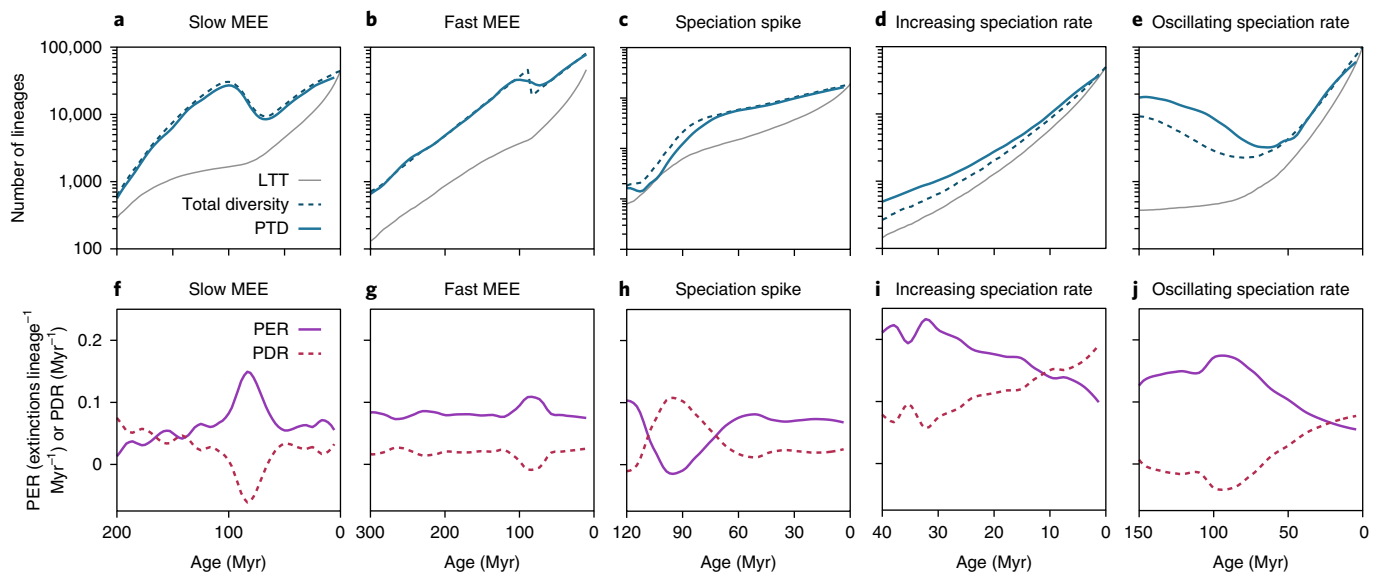 a Slow MEE
b Fast MEE
c Speciation spike
d Increasing speciation rate
e Oscillating speciation rate
Number of lineages
100,000
10,000
1,000
100
LTT
Total diversity
PTD
200 100 0
300 100 0
120 90 60 30 0
40 30 20 10 0
150 100 50 0
f Slow MEE
g Fast MEE
h Speciation spike
i Increasing speciation rate
j Oscillating speciation rate
PER (extinctions lineage⁻¹
Myr⁻¹) or PDR (Myr⁻¹)
0.2
0.1
0
PER
PDR
Age (Myr)
Age (Myr)
Age (Myr)
Age (Myr)
Age (Myr)